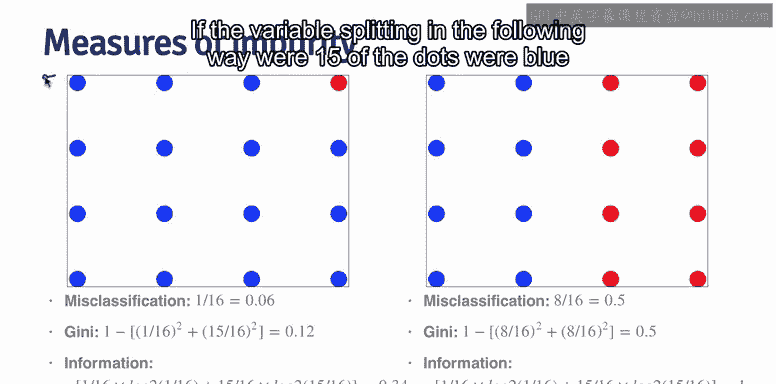 Measures of Impurity
If the variable splitting in the following
way were 15 of the dots were blue
· Misclassification: 1/16 = 0.06
· Gini: 1 − [(1/16)² + (15/16)²] = 0.12
· Information:
· Misclassification: 8/16 = 0.5
· Gini: 1 − [(8/16)² + (8/16)²] = 0.5
· Information: